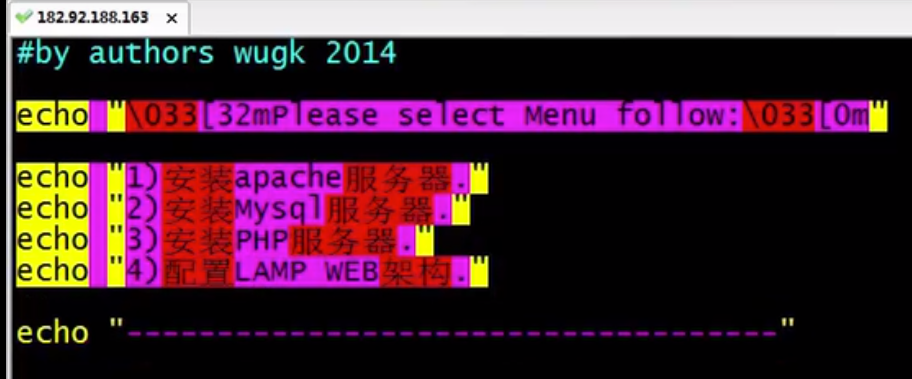 182.92.188.163 ×
#by authors wugk 2014
echo "\033[32mPlease select Menu follow:\033[0m"
echo "1)安装apache服务器."
echo "2)安装Mysql服务器."
echo "3)安装PHP服务器."
echo "4)配置LAMP WEB架构."
echo "------------------------------------"